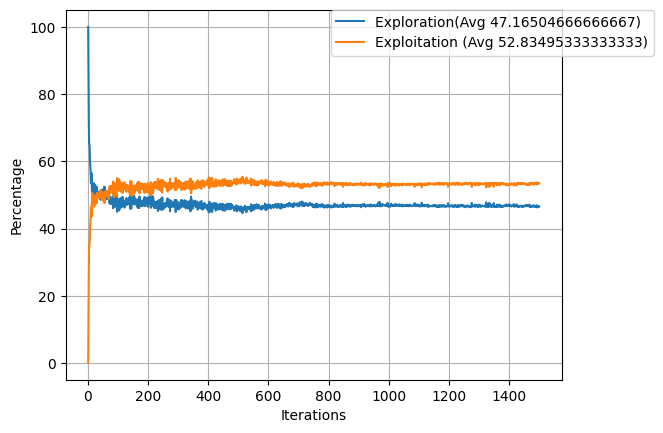 Exploration(Avg 47.16504666666667)
Exploitation (Avg 52.83495333333333)
100
80
60
40
20
0
Percentage
0 200 400 600 800 1000 1200 1400
Iterations